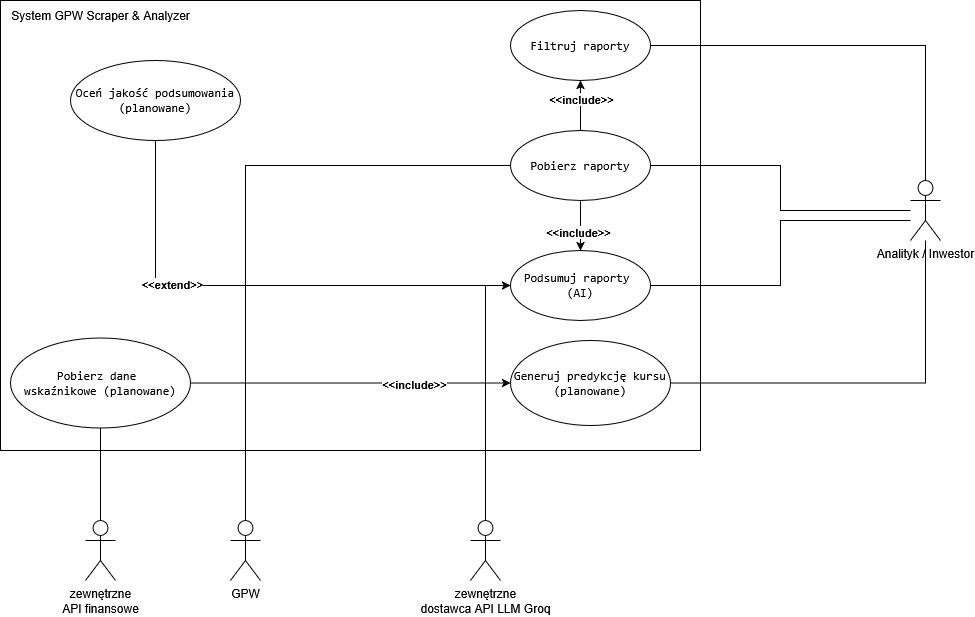 System GPW Scraper & Analyzer
Filtruj raporty
Oceń jakość podsumowania
(planowane)
<<include>>
Pobierz raporty
<<include>>
Analityk / Inwestor
Podsumuj raporty
(AI)
<<extend>>
Pobierz dane
wskaźnikowe (planowane)
<<include>>
Generuj predykcję kursu
(planowane)
zewnętrzne
API finansowe
GPW
zewnętrzne
dostawca API LLM Groq